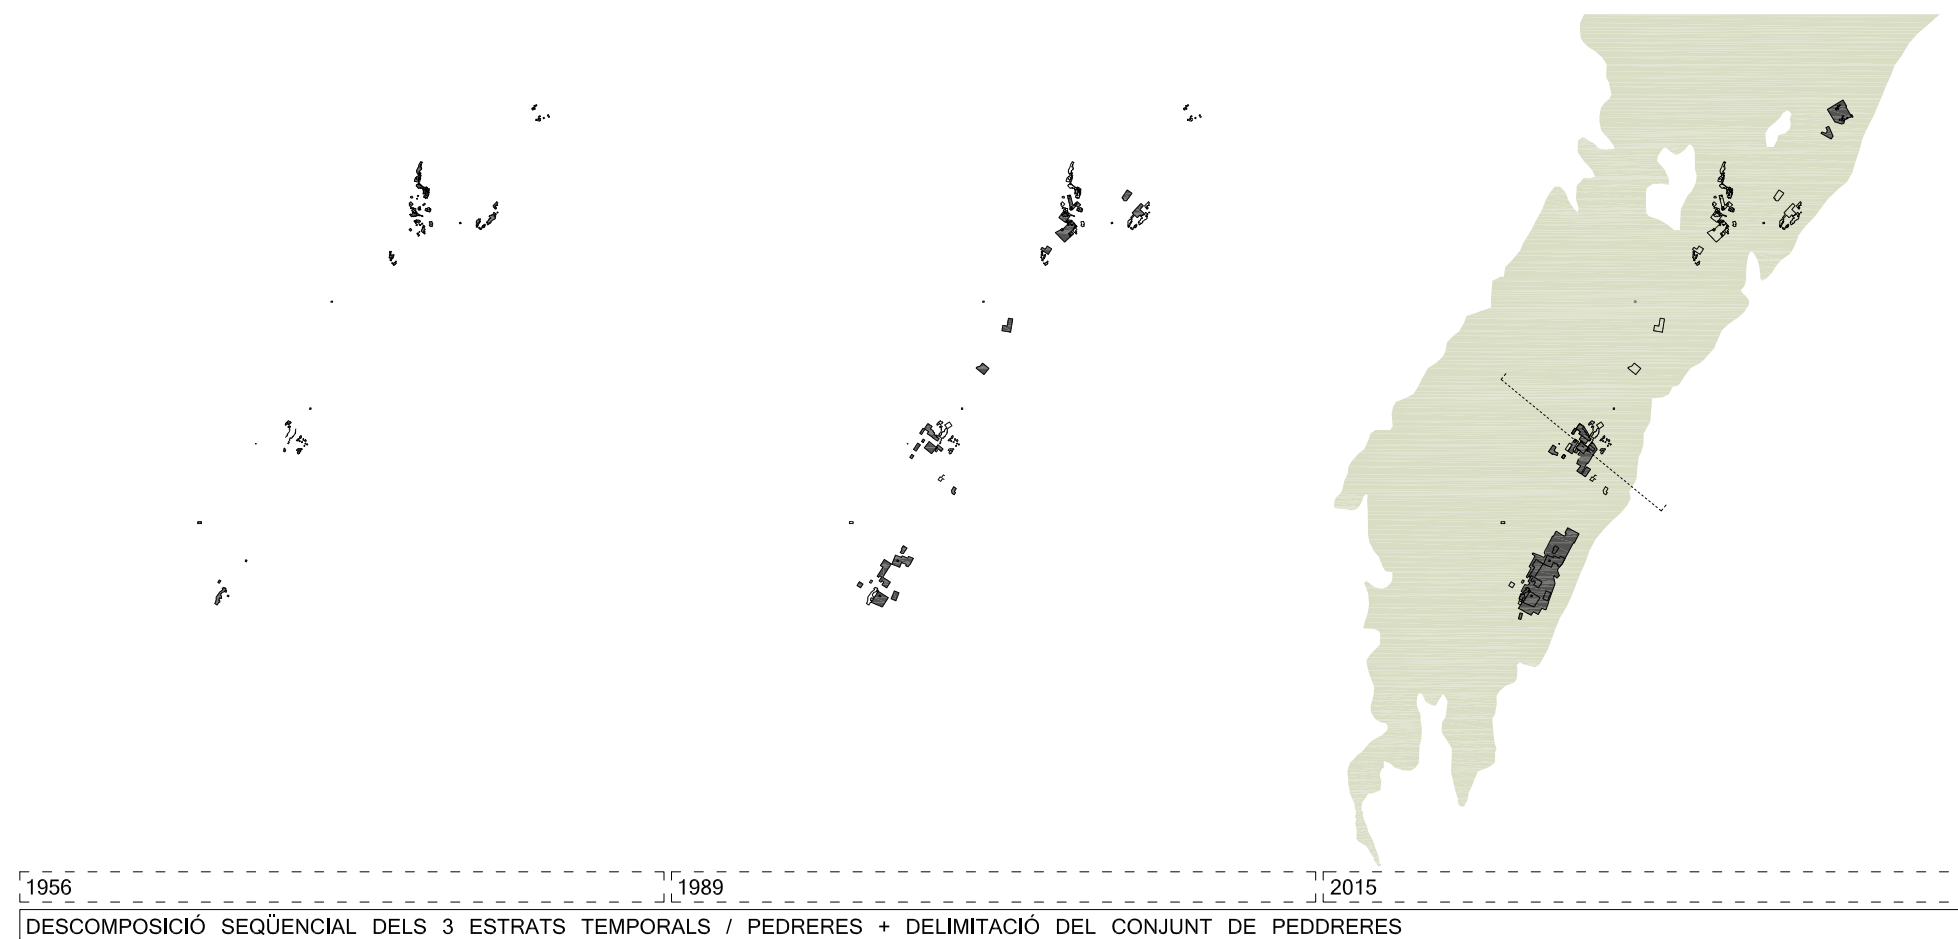 1956
1989
2015
DESCOMPOSICIÓ SEQÜENCIAL DELS 3 ESTRATS TEMPORALS / PEDRERES + DELIMITACIÓ DEL CONJUNT DE PEDDRERES